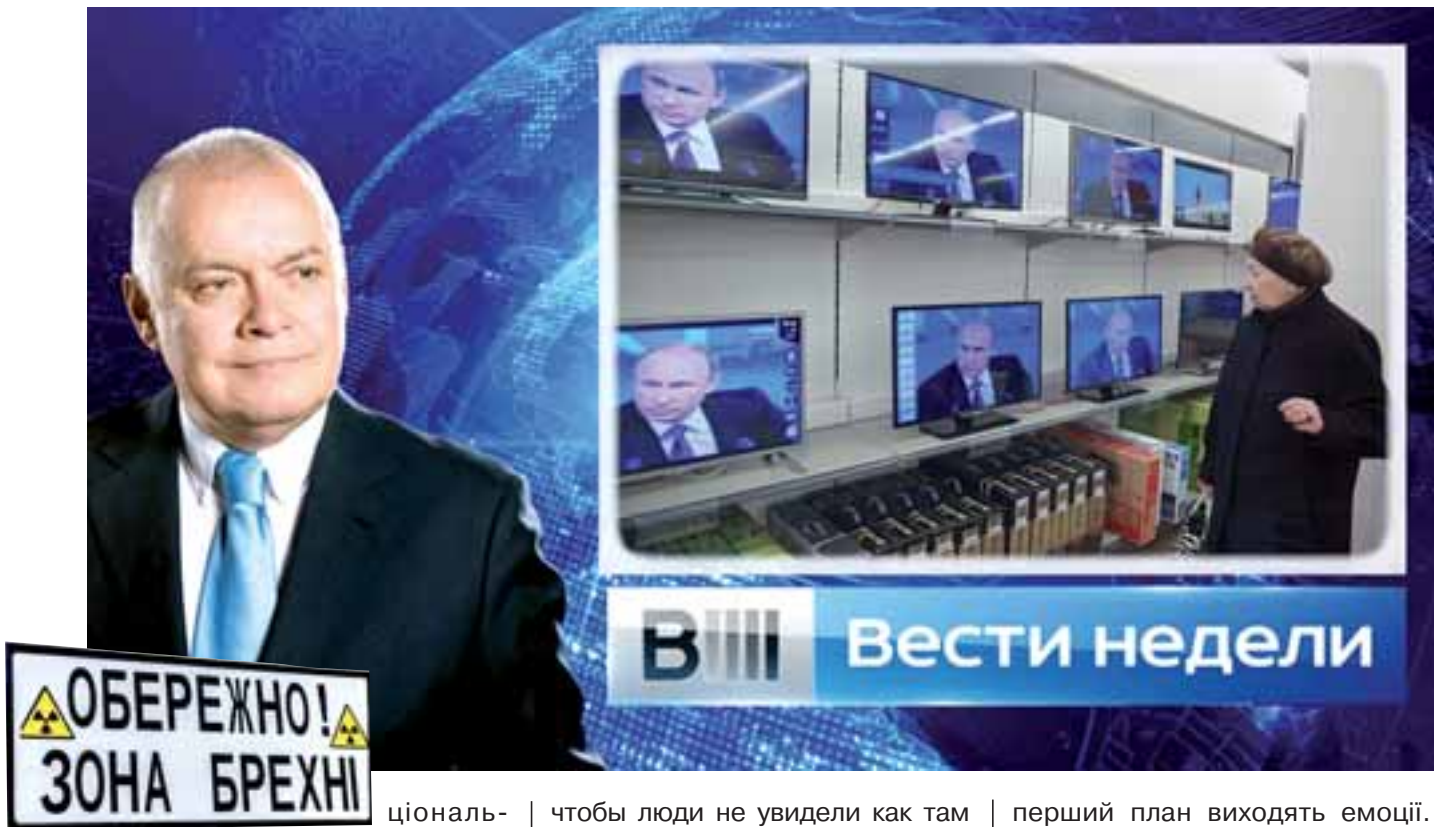 В
Вести недели
ОБЕРЕЖНО!
ЗОНА БРЕХНІ
ціональ-
чтобы люди не увидели как там
перший план виходять емоції.